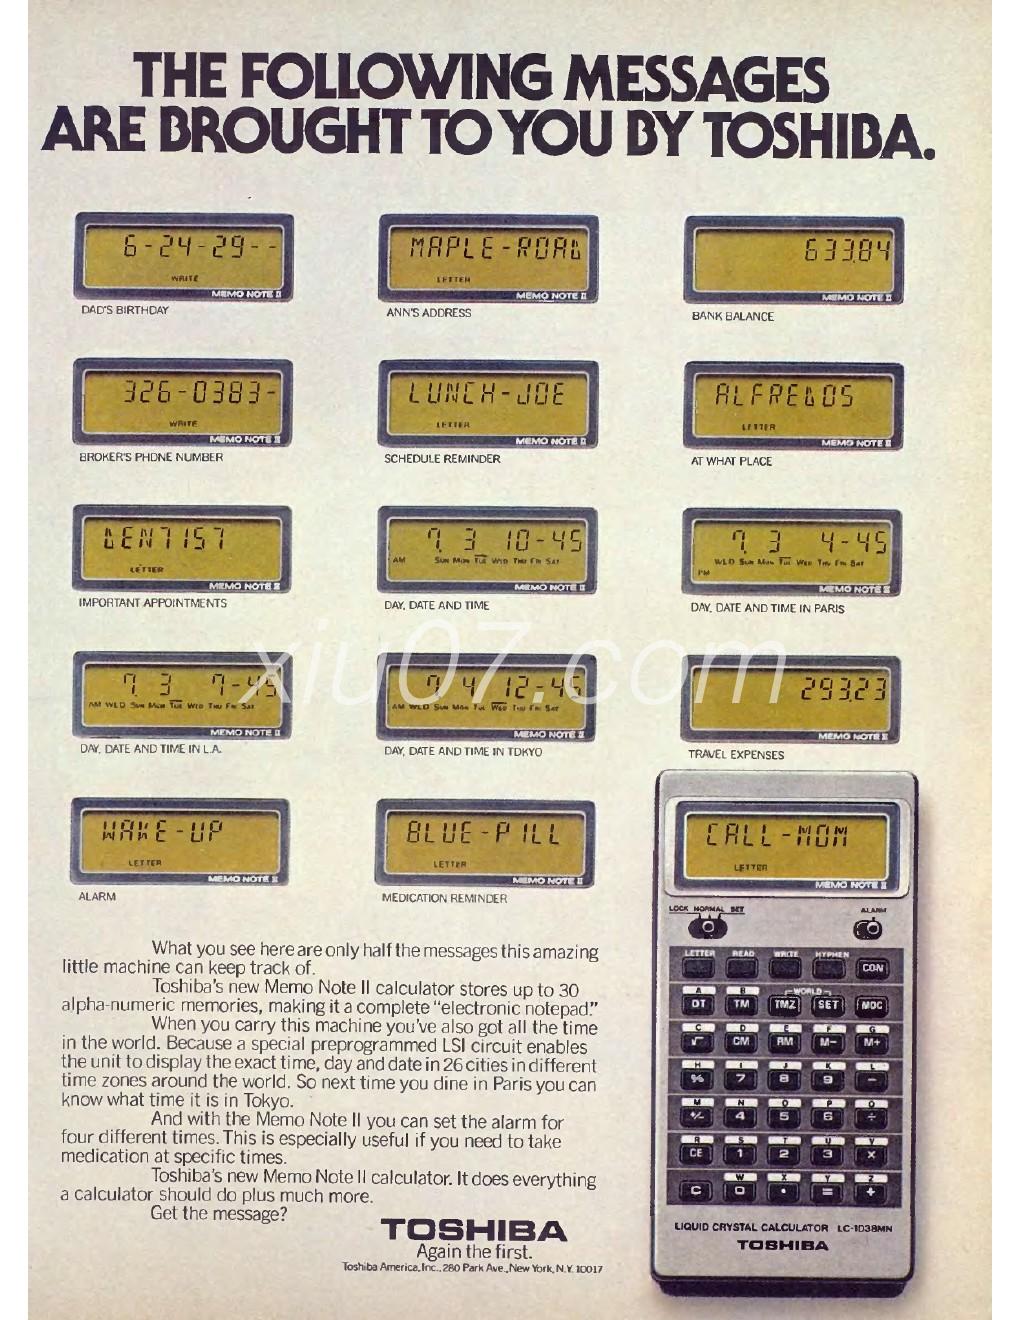 THE FOLLOWING MESSAGES
ARE BROUGHT TO YOU BY TOSHIBA.
6-24-29--
WRITE
MEMO NOTE II
DAD'S BIRTHDAY
MAPLE-ROAD
LETTER
MEMO NOTE II
ANN'S ADDRESS
633.84
MEMO NOTE II
BANK BALANCE
326-0383-
WRITE
MEMO NOTE II
BROKER'S PHONE NUMBER
LUNCH-JOE
LETTER
MEMO NOTE II
SCHEDULE REMINDER
ALFREDOS
LETTER
MEMO NOTE II
AT WHAT PLACE
DEN7157
LETTER
MEMO NOTE II
IMPORTANT APPOINTMENTS
7. 3 10-45
AM SUN MON TUE WED THU FRI SAT
MEMO NOTE II
DAY, DATE AND TIME
7. 3 4-45
WLD SUN MON TUE WED THU FRI SAT
PM
MEMO NOTE II
DAY, DATE AND TIME IN PARIS
7. 3 7-45
AM WLD SUN MON TUE WED THU FRI SAT
MEMO NOTE II
DAY, DATE AND TIME IN L.A.
7. 4 12-45
AM WLD SUN MON TUE WED THU FRI SAT
MEMO NOTE II
DAY, DATE AND TIME IN TOKYO
293.23
MEMO NOTE II
TRAVEL EXPENSES
xiu07.com
WAKE-UP
LETTER
MEMO NOTE II
ALARM
BLUE-PILL
LETTER
MEMO NOTE II
MEDICATION REMINDER
CALL-MOM
LETTER
MEMO NOTE II
LOCK NORMAL SET
ALARM
LETTER READ WRITE HYPHEN
CON
A B WORLD
DT TM TMZ SET MDC
C D E F G
√ CM RM M- M+
H I J K L
% 7 8 9 -
M N O P Q
+/- 4 5 6 ÷
R S T U V
CE 1 2 3 x
W X Y Z
C 0 • = +
LIQUID CRYSTAL CALCULATOR LC-1038MN
TOSHIBA
What you see here are only half the messages this amazing
little machine can keep track of.
Toshiba's new Memo Note II calculator stores up to 30
alpha-numeric memories, making it a complete "electronic notepad."
When you carry this machine you've also got all the time
in the world. Because a special preprogrammed LSI circuit enables
the unit to display the exact time, day and date in 26 cities in different
time zones around the world. So next time you dine in Paris you can
know what time it is in Tokyo.
And with the Memo Note II you can set the alarm for
four different times. This is especially useful if you need to take
medication at specific times.
Toshiba's new Memo Note II calculator. It does everything
a calculator should do plus much more.
Get the message?
TOSHIBA
Again the first.
Toshiba America, Inc., 280 Park Ave., New York, N.Y. 10017